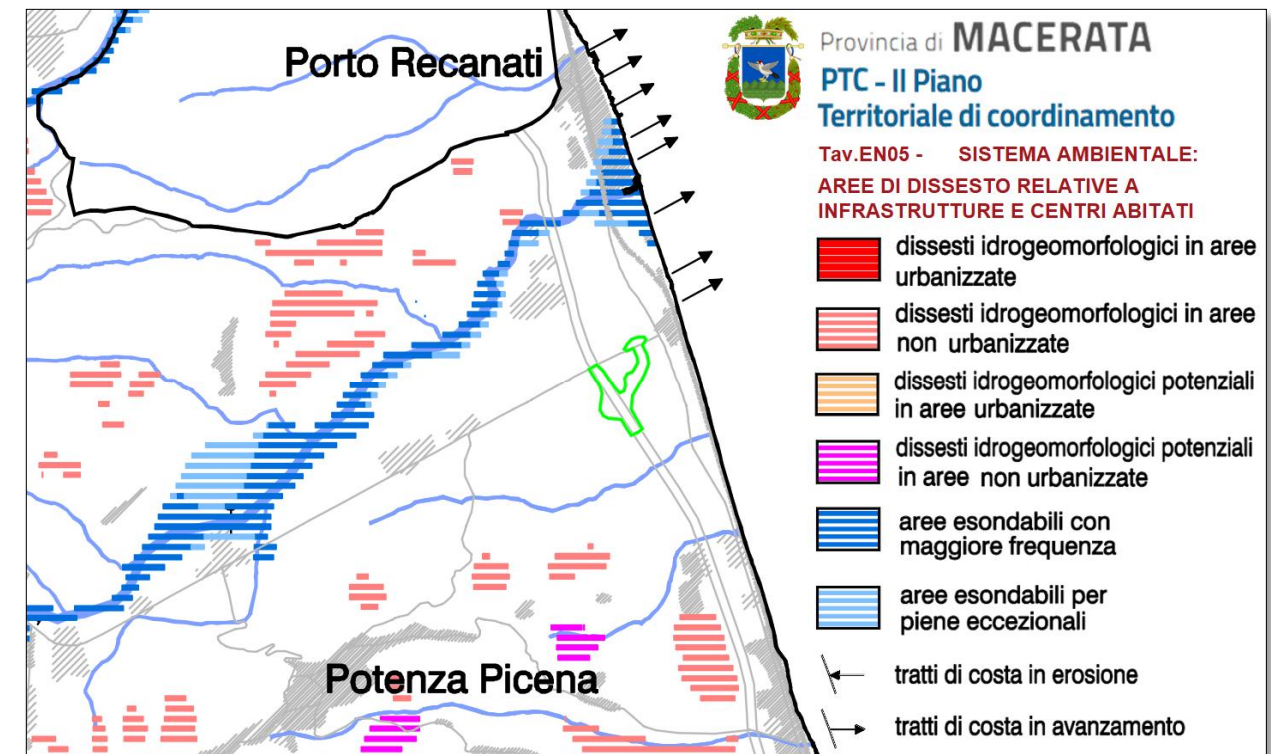 Porto Recanati
Potenza Picena
Provincia di MACERATA
PTC - Il Piano
Territoriale di coordinamento
Tav.EN05 - SISTEMA AMBIENTALE:
AREE DI DISSESTO RELATIVE A
INFRASTRUTTURE E CENTRI ABITATI
dissesti idrogeomorfologici in aree
urbanizzate
dissesti idrogeomorfologici in aree
non urbanizzate
dissesti idrogeomorfologici potenziali
in aree urbanizzate
dissesti idrogeomorfologici potenziali
in aree non urbanizzate
aree esondabili con
maggiore frequenza
aree esondabili per
piene eccezionali
tratti di costa in erosione
tratti di costa in avanzamento